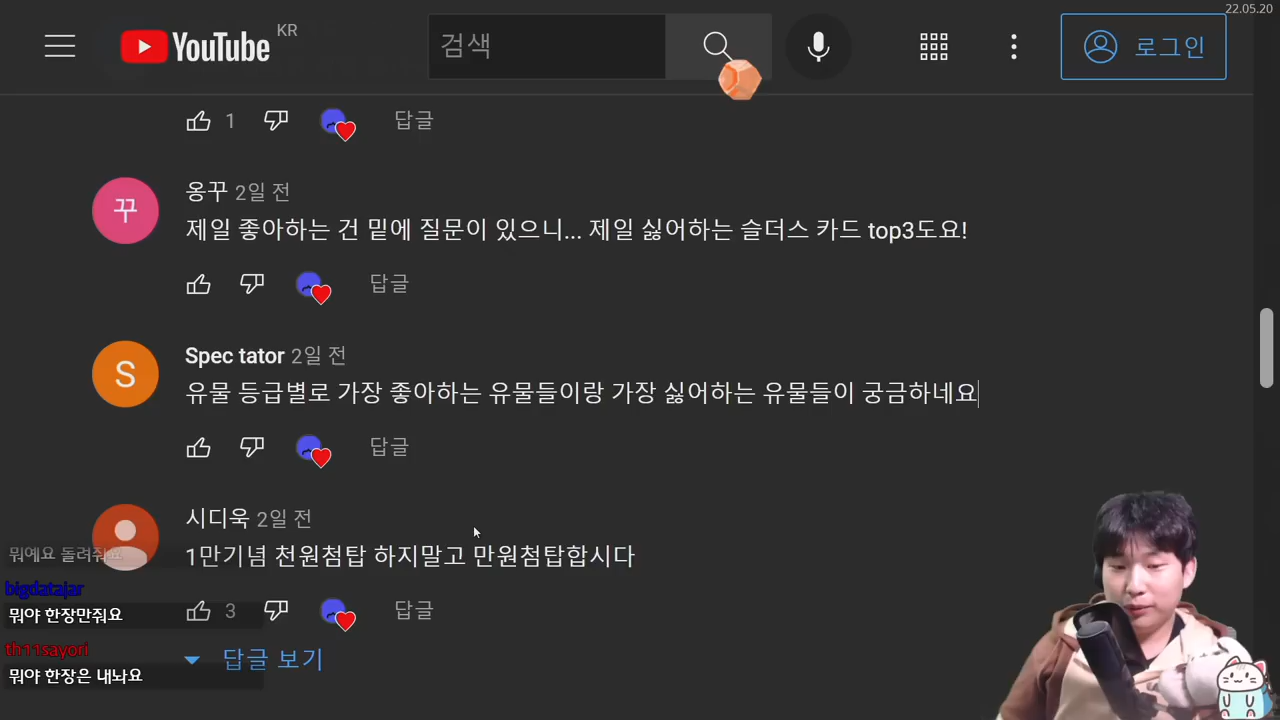 22.05.20
YouTube KR
검색
로그인
1
답글
꾸
옹꾸 2일 전
제일 좋아하는 건 밑에 질문이 있으니... 제일 싫어하는 슬더스 카드 top3도요!
답글
S
Spec tator 2일 전
유물 등급별로 가장 좋아하는 유물들이랑 가장 싫어하는 유물들이 궁금하네요
답글
시디욱 2일 전
1만기념 천원첨탑 하지말고 만원첨탑합시다
3
답글
답글 보기
뭐에요 돌려줘요
bigdatajar
뭐야 한장만줘요
th11sayori
뭐야 한장은 내놔요